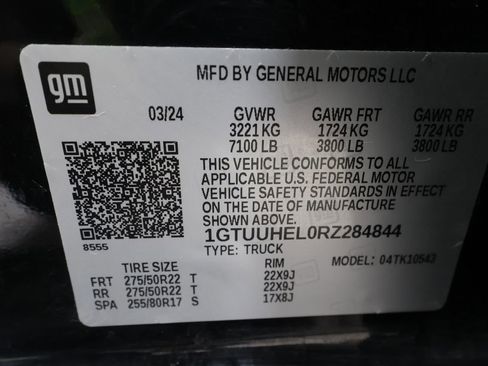 gm
MFD BY GENERAL MOTORS LLC
03/24 GVWR GAWR FRT GAWR RR
3221 KG 1724 KG 1724 KG
7100 LB 3800 LB 3800 LB
THIS VEHICLE CONFORMS TO ALL
APPLICABLE U.S. FEDERAL MOTOR
VEHICLE SAFETY STANDARDS IN EFFECT
ON THE DATE OF MANUFACTURE
SHOWN ABOVE.
8555
1GTUUHEL0RZ284844
TYPE: TRUCK MODEL: 04TK10543
TIRE SIZE RIM
FRT 275/50R22 T 22X9J
RR 275/50R22 T 22X9J
SPA 255/80R17 S 17X8J